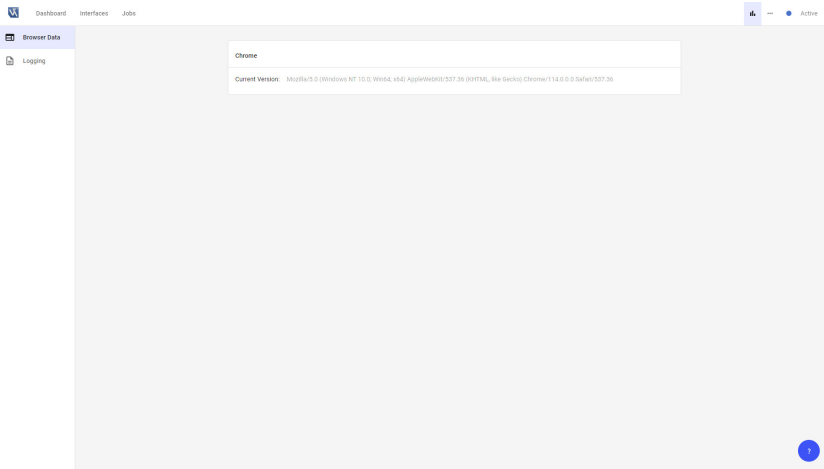 Dashboard Interfaces Jobs ••• Active
Browser Data
Logging
Chrome
Current Version: Mozilla/5.0 (Windows NT 10.0; Win64; x64) AppleWebKit/537.36 (KHTML, like Gecko) Chrome/114.0.0.0 Safari/537.36
?